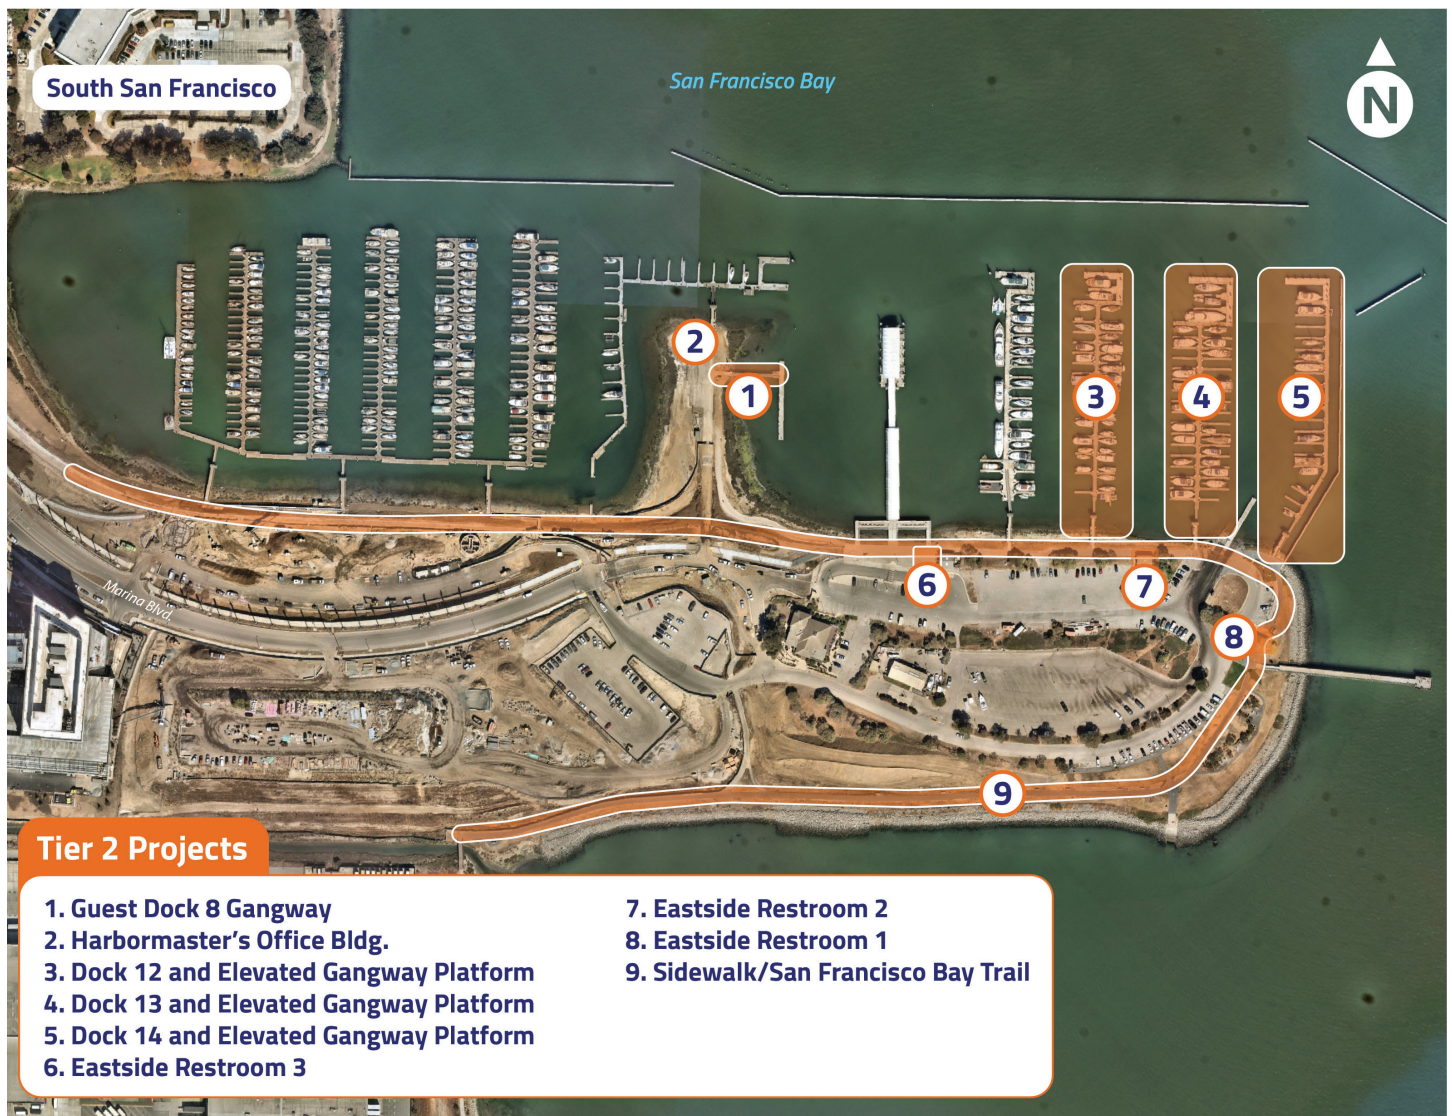 South San Francisco
San Francisco Bay
N
2
1
3
4
5
6
7
Marina Blvd.
8
9
Tier 2 Projects
1. Guest Dock 8 Gangway
2. Harbormaster's Office Bldg.
3. Dock 12 and Elevated Gangway Platform
4. Dock 13 and Elevated Gangway Platform
5. Dock 14 and Elevated Gangway Platform
6. Eastside Restroom 3
7. Eastside Restroom 2
8. Eastside Restroom 1
9. Sidewalk/San Francisco Bay Trail